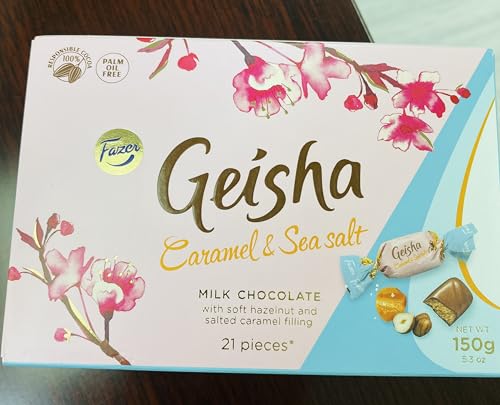 RESPONSIBLE COCOA
100%
PALM
OIL
FREE
Fazer
Geisha
Caramel & Sea salt
Geisha
MILK CHOCOLATE
with soft hazelnut and
salted caramel filling
21 pieces*
NET WT
150g
5.3 oz